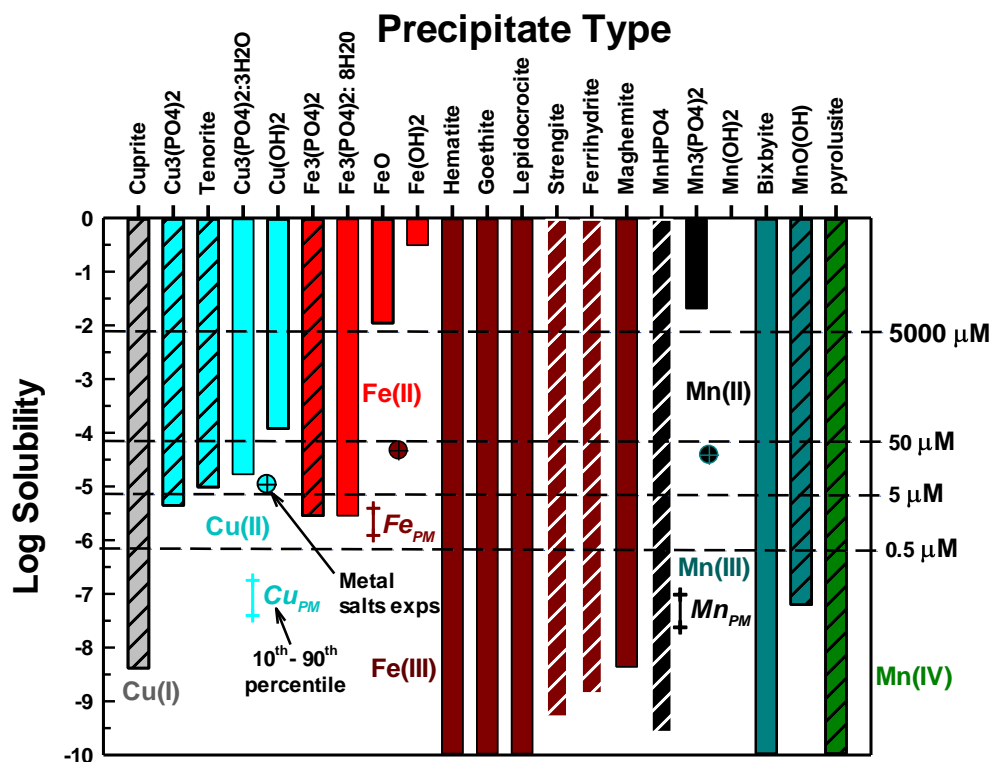 Precipitate Type
Cuprite
Cu3(PO4)2
Tenorite
Cu3(PO4)2:3H2O
Cu(OH)2
Fe3(PO4)2
Fe3(PO4)2: 8H20
FeO
Fe(OH)2
Hematite
Goethite
Lepidocrocite
Strengite
Ferrihydrite
Maghemite
MnHPO4
Mn3(PO4)2
Mn(OH)2
Bixbyite
MnO(OH)
pyrolusite
Log Solubility
0
-1
-2
-3
-4
-5
-6
-7
-8
-9
-10
5000 μM
50 μM
5 μM
0.5 μM
Fe(II)
Mn(II)
Cu(II)
FePM
Mn(III)
Metal
salts exps
CuPM
MnPM
10th- 90th
percentile
Fe(III)
Cu(I)
Mn(IV)